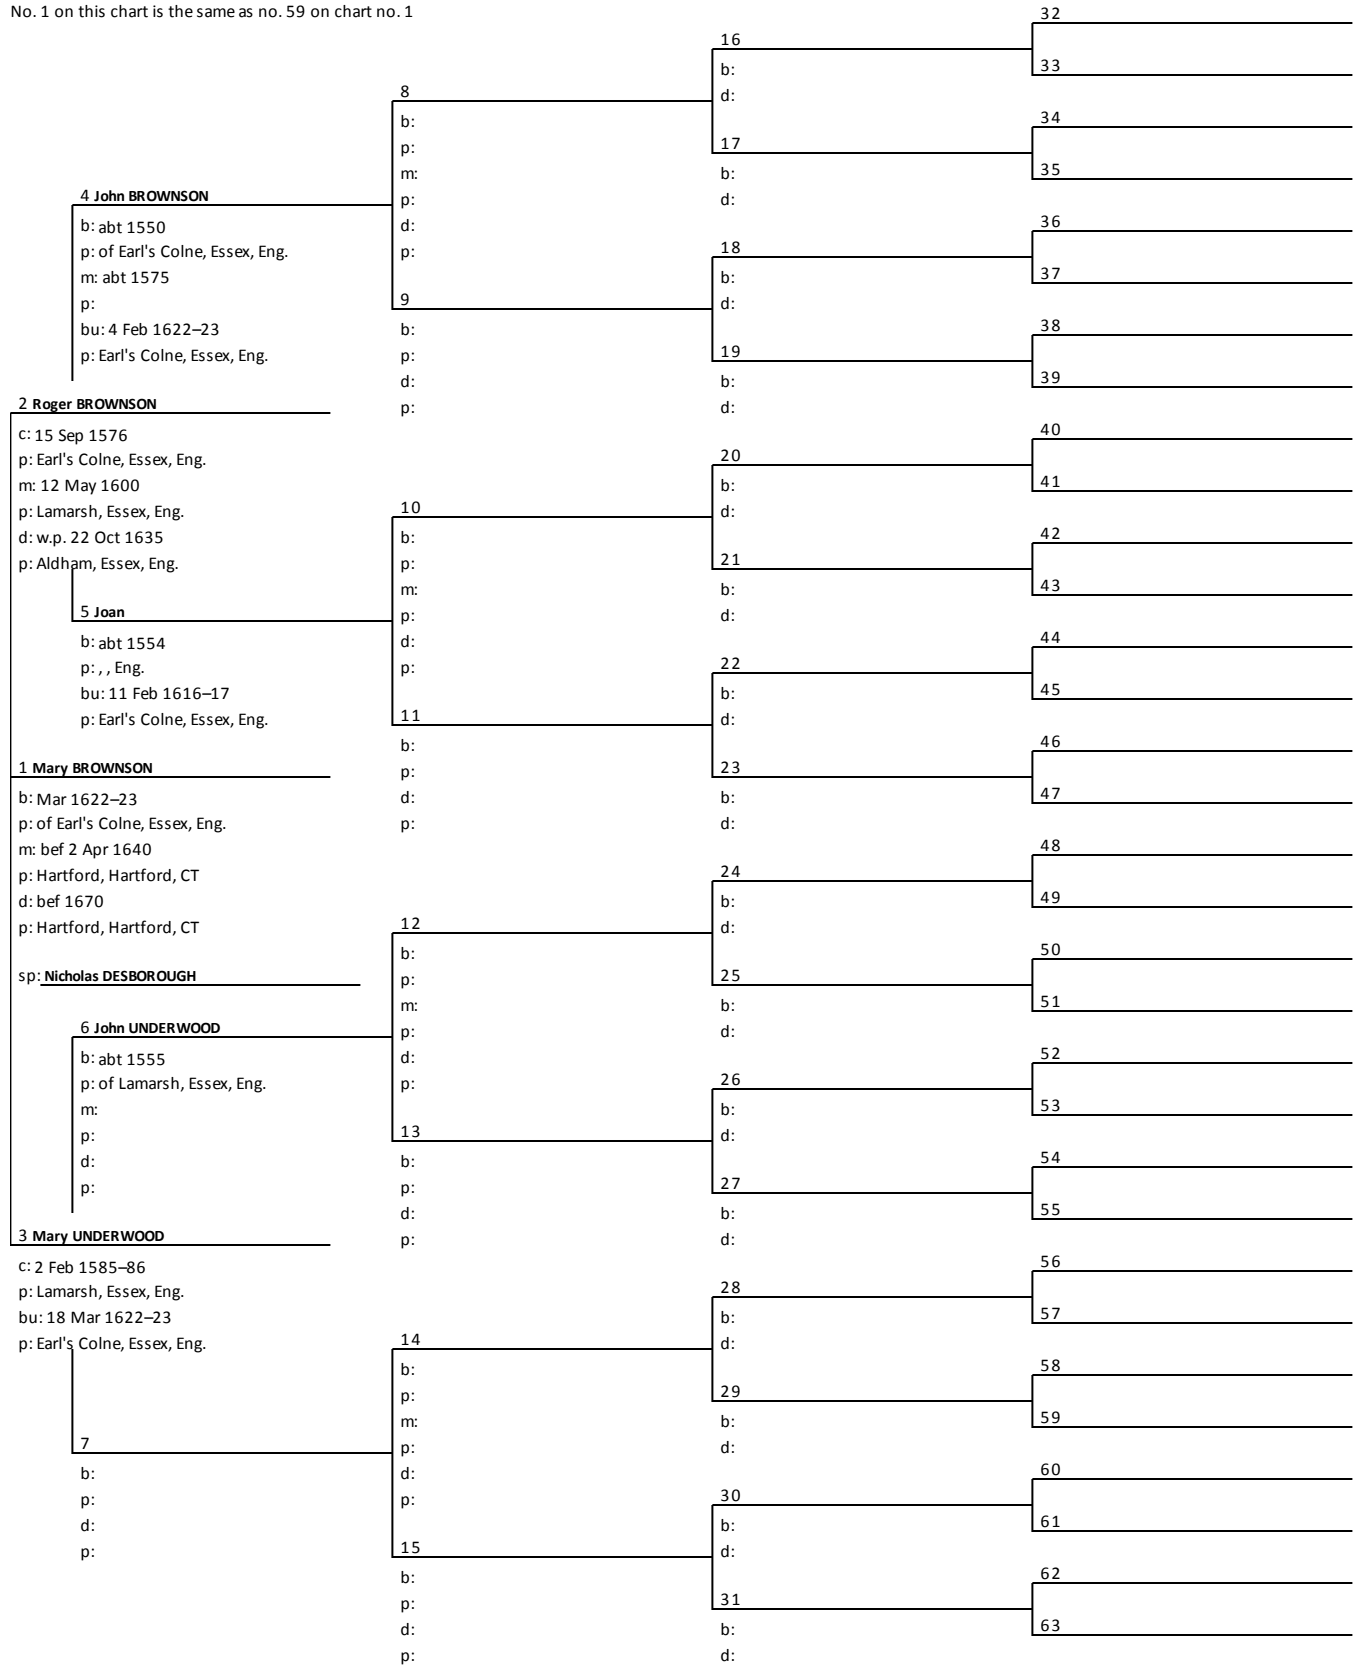 No. 1 on this chart is the same as no. 59 on chart no. 1
4 John BROWNSON
b: abt 1550
p: of Earl's Colne, Essex, Eng.
m: abt 1575
p:
bu: 4 Feb 1622–23
p: Earl's Colne, Essex, Eng.
2 Roger BROWNSON
c: 15 Sep 1576
p: Earl's Colne, Essex, Eng.
m: 12 May 1600
p: Lamarsh, Essex, Eng.
d: w.p. 22 Oct 1635
p: Aldham, Essex, Eng.
5 Joan
b: abt 1554
p: , , Eng.
bu: 11 Feb 1616–17
p: Earl's Colne, Essex, Eng.
1 Mary BROWNSON
b: Mar 1622–23
p: of Earl's Colne, Essex, Eng.
m: bef 2 Apr 1640
p: Hartford, Hartford, CT
d: bef 1670
p: Hartford, Hartford, CT
sp: Nicholas DESBOROUGH
6 John UNDERWOOD
b: abt 1555
p: of Lamarsh, Essex, Eng.
m:
p:
d:
p:
3 Mary UNDERWOOD
c: 2 Feb 1585–86
p: Lamarsh, Essex, Eng.
bu: 18 Mar 1622–23
p: Earl's Colne, Essex, Eng.
7
b:
p:
d:
p:
8
b:
p:
m:
p:
d:
p:
9
b:
p:
d:
p:
10
b:
p:
m:
p:
d:
p:
11
b:
p:
d:
p:
12
b:
p:
m:
p:
d:
p:
13
b:
p:
d:
p:
14
b:
p:
m:
p:
d:
p:
15
b:
p:
d:
p:
16
b:
d:
17
b:
d:
18
b:
d:
19
b:
d:
20
b:
d:
21
b:
d:
22
b:
d:
23
b:
d:
24
b:
d:
25
b:
d:
26
b:
d:
27
b:
d:
28
b:
d:
29
b:
d:
30
b:
d:
31
b:
d:
32
33
34
35
36
37
38
39
40
41
42
43
44
45
46
47
48
49
50
51
52
53
54
55
56
57
58
59
60
61
62
63